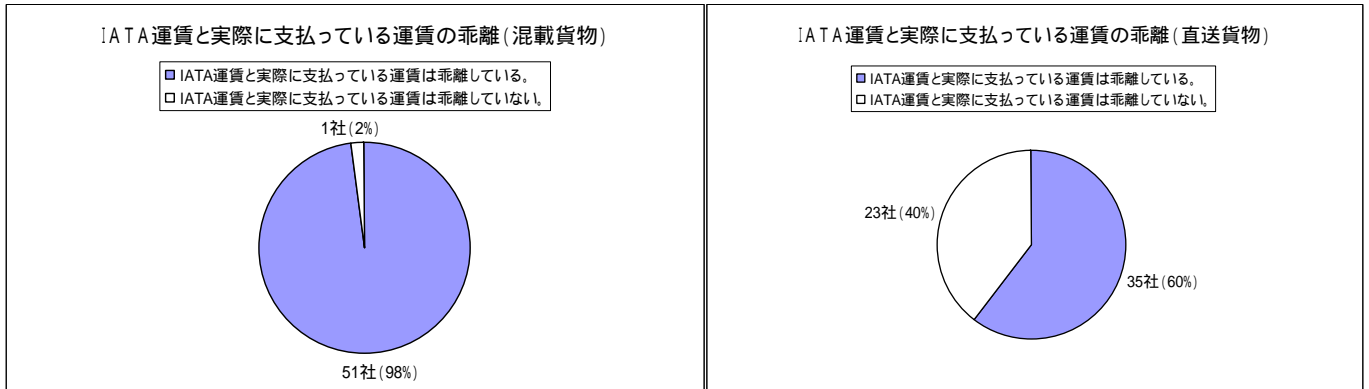 IATA運賃と実際に支払っている運賃の乖離(混載貨物)
IATA運賃と実際に支払っている運賃は乖離している。
IATA運賃と実際に支払っている運賃は乖離していない。
1社(2%)
51社(98%)
IATA運賃と実際に支払っている運賃の乖離(直送貨物)
IATA運賃と実際に支払っている運賃は乖離している。
IATA運賃と実際に支払っている運賃は乖離していない。
23社(40%)
35社(60%)